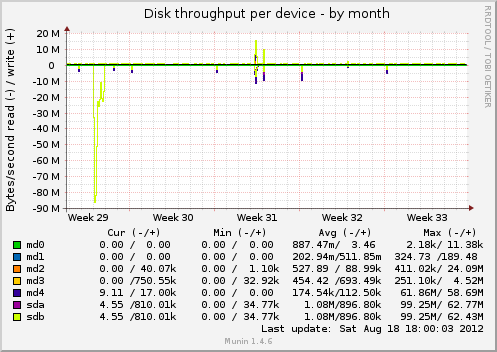 Disk throughput per device - by month
RRDTOOL / TOBI OETIKER
Bytes/second read (-) / write (+)
20 M
10 M
0
-10 M
-20 M
-30 M
-40 M
-50 M
-60 M
-70 M
-80 M
-90 M
Week 29 Week 30 Week 31 Week 32 Week 33
Cur (-/+) Min (-/+) Avg (-/+) Max (-/+)
md0 0.00 / 0.00 0.00 / 0.00 887.47m/ 3.46 2.18k/ 11.38k
md1 0.00 / 0.00 0.00 / 0.00 202.94m/511.85m 324.73 /189.48
md2 0.00 / 40.07k 0.00 / 1.10k 527.89 / 88.99k 411.02k/ 24.09M
md3 0.00 /750.55k 0.00 / 32.92k 454.42 /693.49k 251.10k/ 4.52M
md4 9.11 / 17.00k 0.00 / 0.00 174.54k/112.50k 61.86M/ 58.69M
sda 4.55 /810.01k 0.00 / 34.77k 1.08M/896.80k 99.25M/ 62.77M
sdb 4.55 /810.01k 0.00 / 34.77k 1.08M/896.80k 99.25M/ 62.43M
Last update: Sat Aug 18 18:00:03 2012
Munin 1.4.6